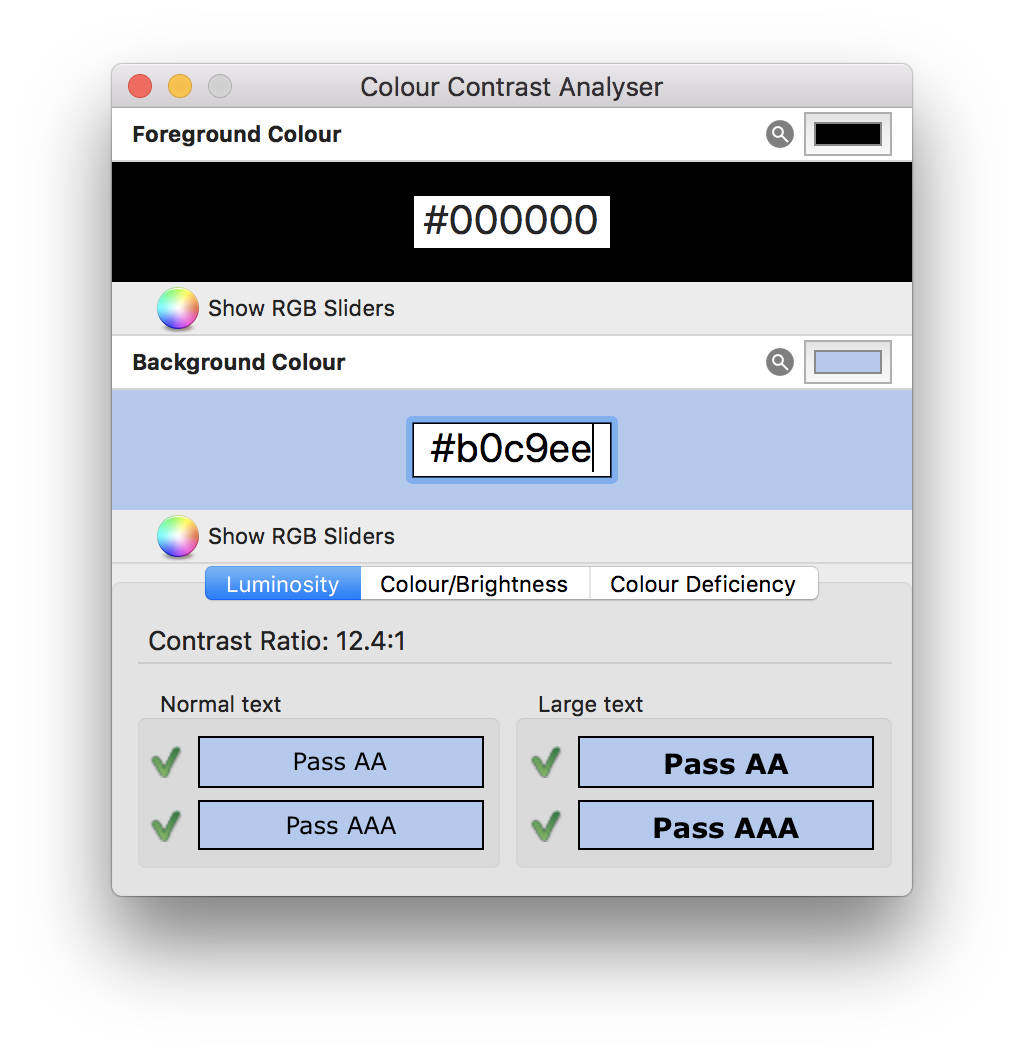 Colour Contrast Analyser
Foreground Colour
#000000
Show RGB Sliders
Background Colour
#b0c9ee
Show RGB Sliders
Luminosity Colour/Brightness Colour Deficiency
Contrast Ratio: 12.4:1
Normal text Large text
Pass AA Pass AA
Pass AAA Pass AAA